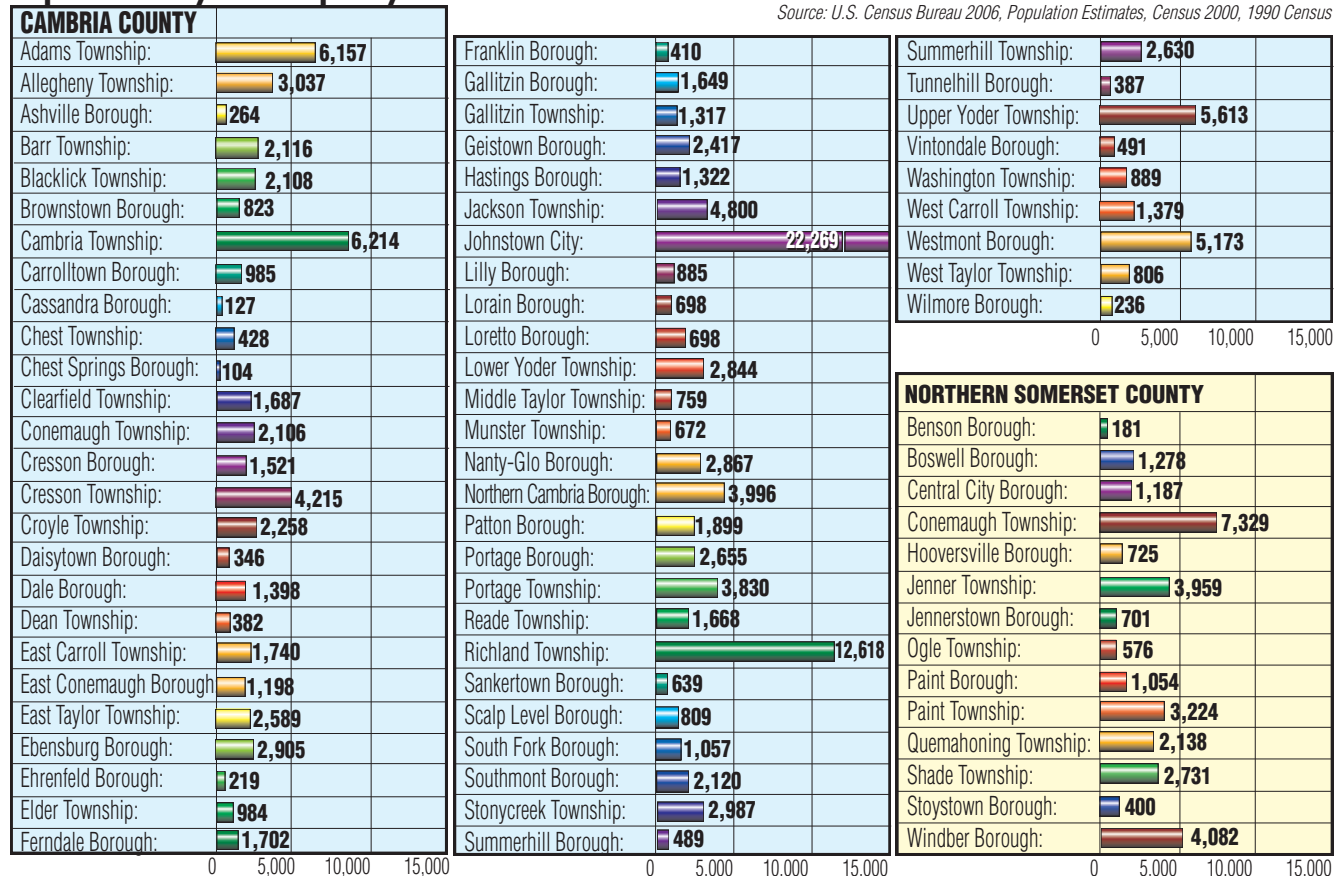 Source: U.S. Census Bureau 2006, Population Estimates, Census 2000, 1990 Census
CAMBRIA COUNTY
Adams Township: 6,157
Allegheny Township: 3,037
Ashville Borough: 264
Barr Township: 2,116
Blacklick Township: 2,108
Brownstown Borough: 823
Cambria Township: 6,214
Carrolltown Borough: 985
Cassandra Borough: 127
Chest Township: 428
Chest Springs Borough: 104
Clearfield Township: 1,687
Conemaugh Township: 2,106
Cresson Borough: 1,521
Cresson Township: 4,215
Croyle Township: 2,258
Daisytown Borough: 346
Dale Borough: 1,398
Dean Township: 382
East Carroll Township: 1,740
East Conemaugh Borough 1,198
East Taylor Township: 2,589
Ebensburg Borough: 2,905
Ehrenfeld Borough: 219
Elder Township: 984
Ferndale Borough: 1,702
0 5,000 10,000 15,000
Franklin Borough: 410
Gallitzin Borough: 1,649
Gallitzin Township: 1,317
Geistown Borough: 2,417
Hastings Borough: 1,322
Jackson Township: 4,800
Johnstown City: 22,269
Lilly Borough: 885
Lorain Borough: 698
Loretto Borough: 698
Lower Yoder Township: 2,844
Middle Taylor Township: 759
Munster Township: 672
Nanty-Glo Borough: 2,867
Northern Cambria Borough: 3,996
Patton Borough: 1,899
Portage Borough: 2,655
Portage Township: 3,830
Reade Township: 1,668
Richland Township: 12,618
Sankertown Borough: 639
Scalp Level Borough: 809
South Fork Borough: 1,057
Southmont Borough: 2,120
Stonycreek Township: 2,987
Summerhill Borough: 489
0 5,000 10,000 15,000
Summerhill Township: 2,630
Tunnelhill Borough: 387
Upper Yoder Township: 5,613
Vintondale Borough: 491
Washington Township: 889
West Carroll Township: 1,379
Westmont Borough: 5,173
West Taylor Township: 806
Wilmore Borough: 236
0 5,000 10,000 15,000
NORTHERN SOMERSET COUNTY
Benson Borough: 181
Boswell Borough: 1,278
Central City Borough: 1,187
Conemaugh Township: 7,329
Hooversville Borough: 725
Jenner Township: 3,959
Jennerstown Borough: 701
Ogle Township: 576
Paint Borough: 1,054
Paint Township: 3,224
Quemahoning Township: 2,138
Shade Township: 2,731
Stoystown Borough: 400
Windber Borough: 4,082
0 5,000 10,000 15,000